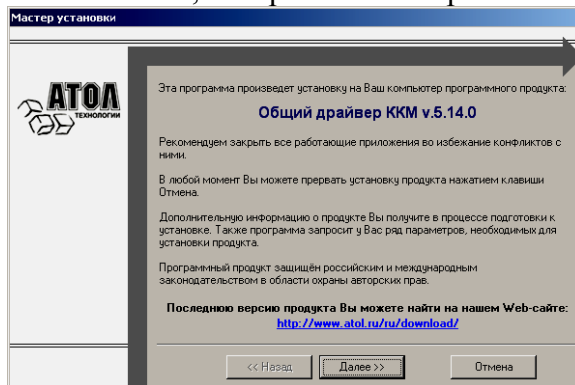 Мастер установки
АТОЛ
ТЕХНОЛОГИИ
Эта программа произведет установку на Ваш компьютер программного продукта:
Общий драйвер ККМ v.5.14.0
Рекомендуем закрыть все работающие приложения во избежание конфликтов с
ними.
В любой момент Вы можете прервать установку продукта нажатием клавиши
Отмена.
Дополнительную информацию о продукте Вы получите в процессе подготовки к
установке. Также программа запросит у Вас ряд параметров, необходимых для
установки продукта.
Программный продукт защищён российским и международным
законодательством в области охраны авторских прав.
Последнюю версию продукта Вы можете найти на нашем Web-сайте:
http://www.atol.ru/ru/download/
<< Назад
Далее >>
Отмена